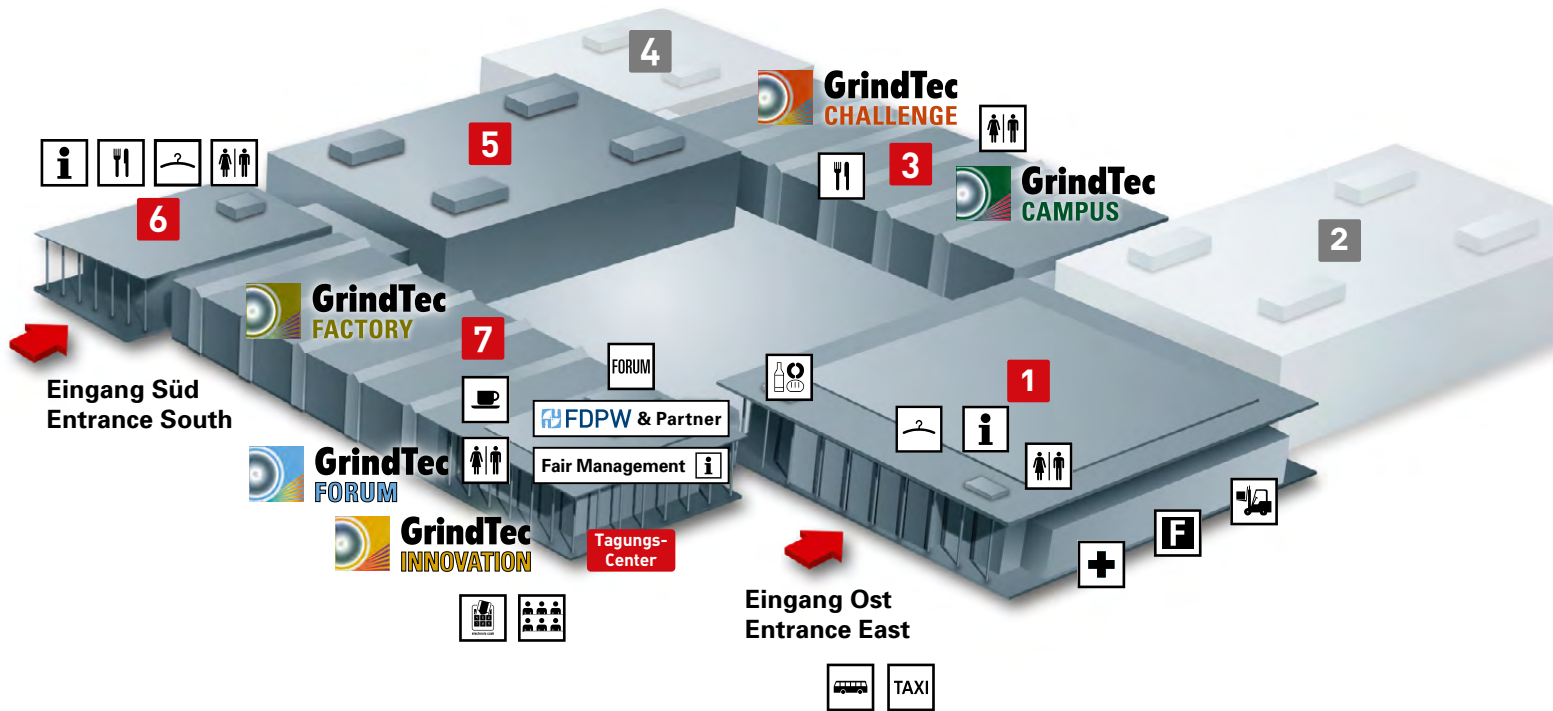 4
GrindTec
CHALLENGE
5
3
GrindTec
CAMPUS
6
2
GrindTec
FACTORY
7
FORUM
1
Eingang Süd
Entrance South
FDPW & Partner
GrindTec
FORUM
Fair Management i
GrindTec
INNOVATION
Tagungs-
Center
F
Eingang Ost
Entrance East
TAXI
i
i